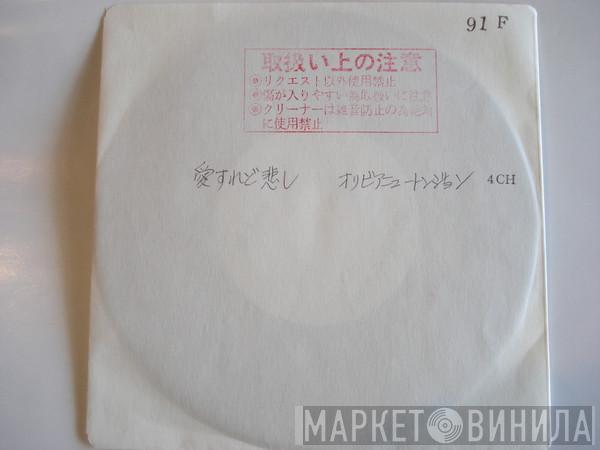 91 F
取扱い上の注意
リクエスト以外使用禁止
傷が入りやすい為取扱いに注意
クリーナーは雑音防止の為絶対
に使用禁止
愛すれど悲し オリビアニュートンジョン 4CH
МАРКЕТ ВИНИЛА